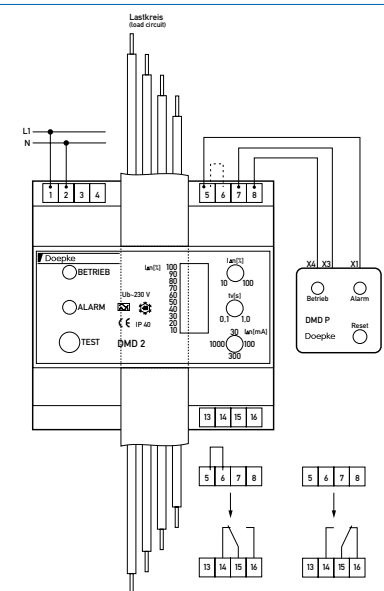 Lastkreis
(load circuit)
L1
N
1 2 3 4
5 6 7 8
Doepke
BETRIEB
ALARM
TEST
Ub~230 V
IP 40
DMD 2
I∆n[%]
100
90
80
70
60
50
40
30
20
10
I∆n[%]
10 100
tv[s]
0,1 1,0
30 I∆n[mA]
1000 100
300
X4 X3 X1
Betrieb Alarm
DMD P
Doepke Reset
13 14 15 16
5 6 7 8
5 6 7 8
13 14 15 16
13 14 15 16